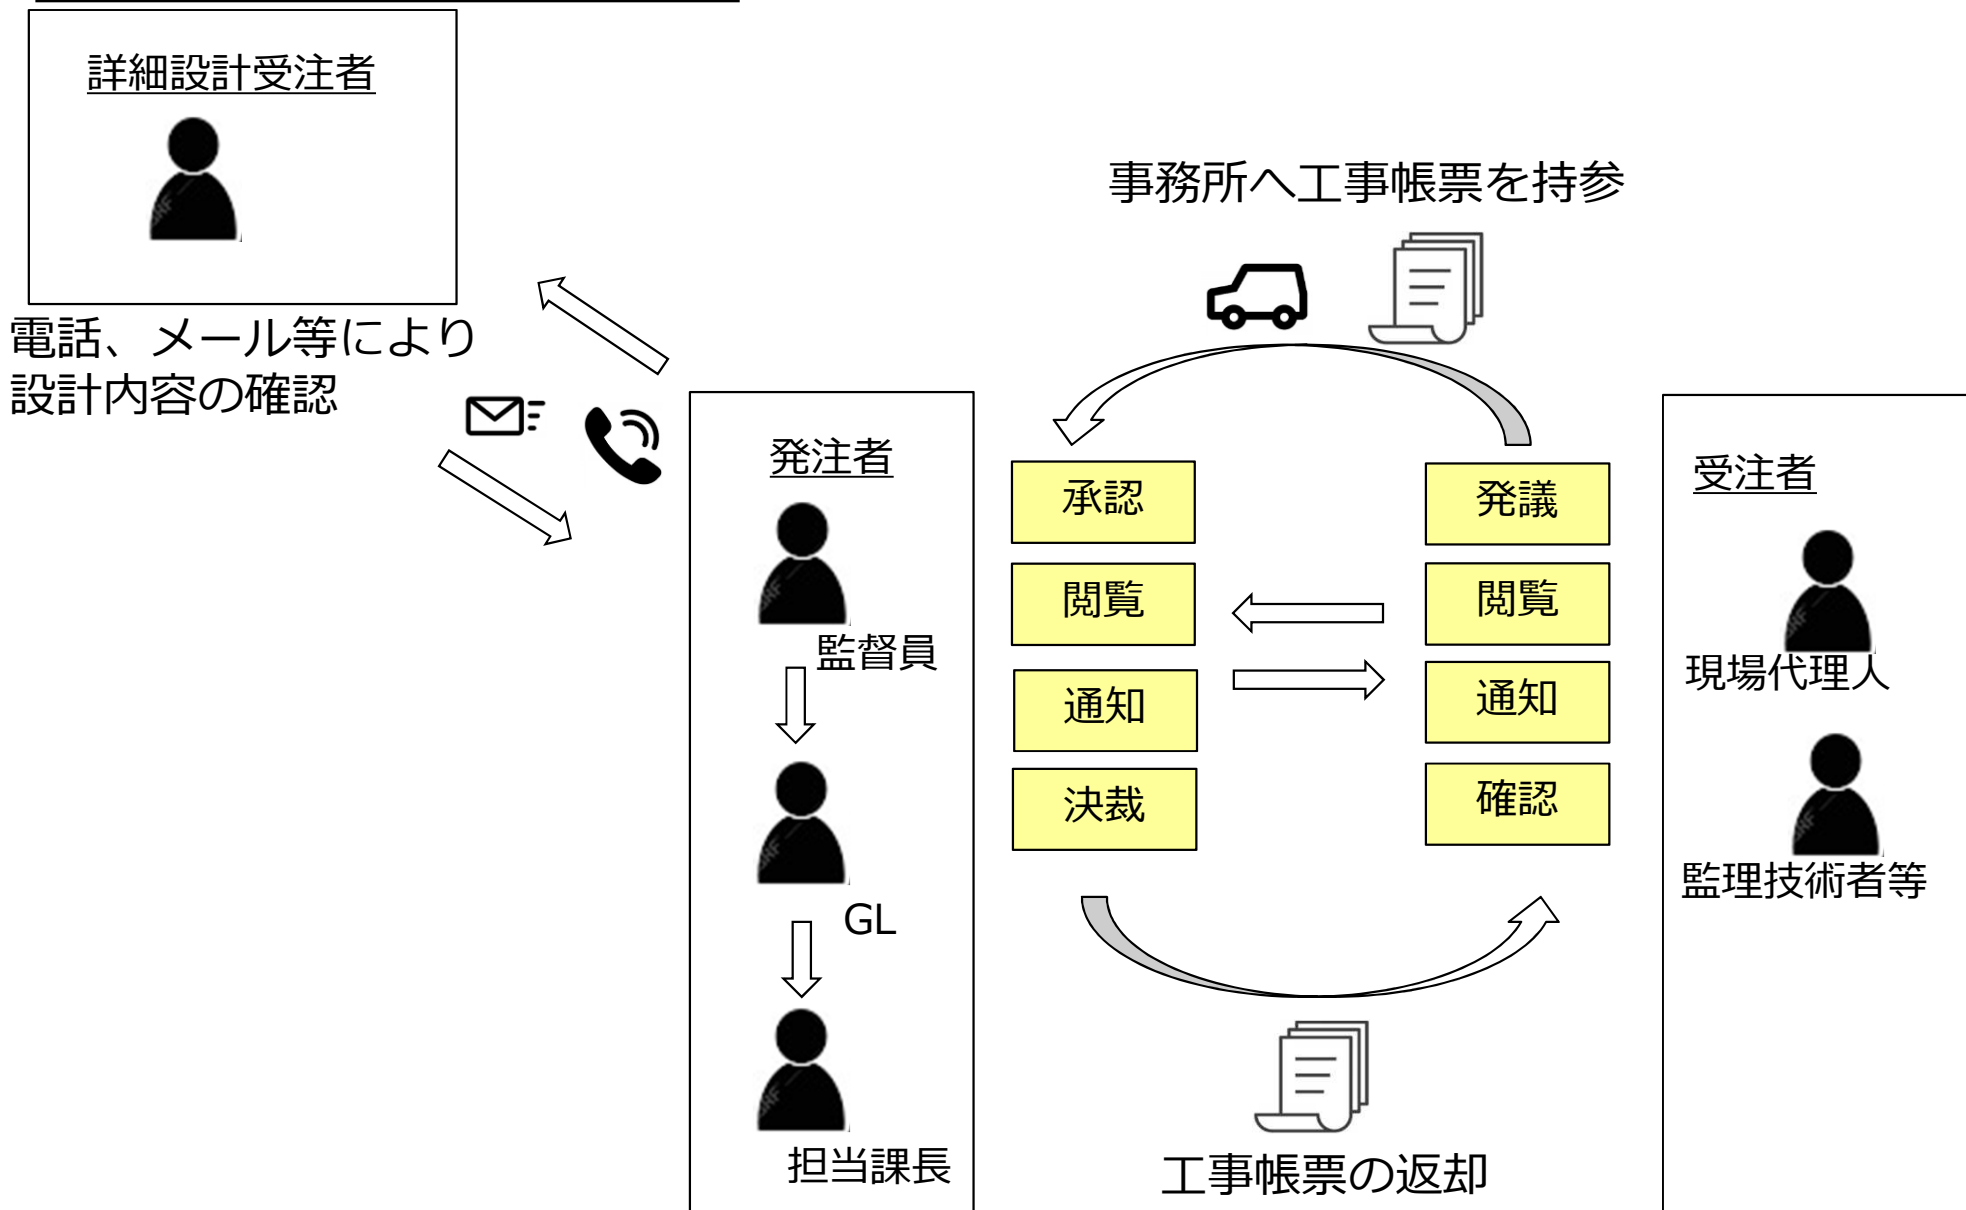 詳細設計受注者
電話、メール等により
設計内容の確認
事務所へ工事帳票を持参
発注者
監督員
GL
担当課長
承認
閲覧
通知
決裁
発議
閲覧
通知
確認
工事帳票の返却
受注者
現場代理人
監理技術者等